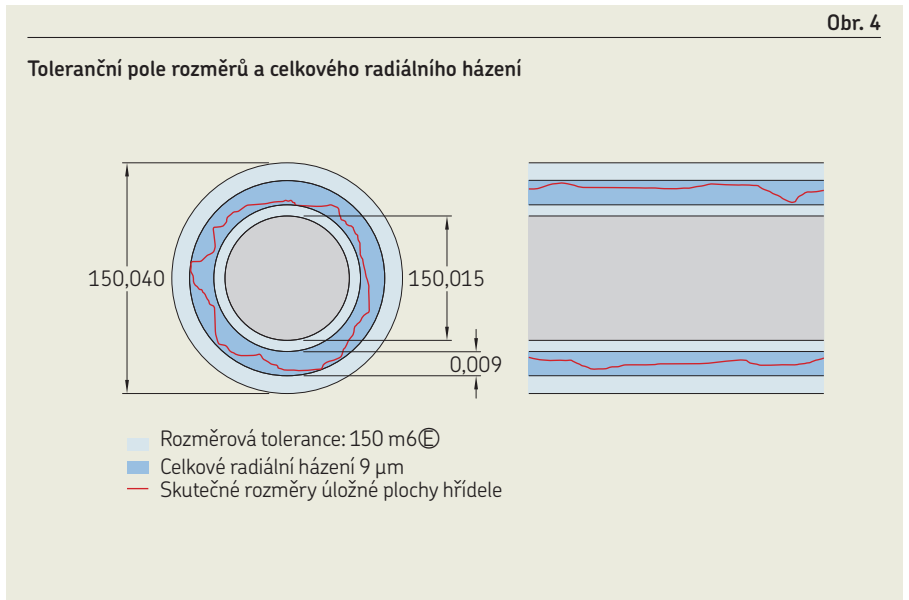 Obr. 4
Toleranční pole rozměrů a celkového radiálního házení
150,040
150,015
0,009
Rozměrová tolerance: 150 m6Ⓔ
Celkové radiální házení 9 μm
Skutečné rozměry úložné plochy hřídele